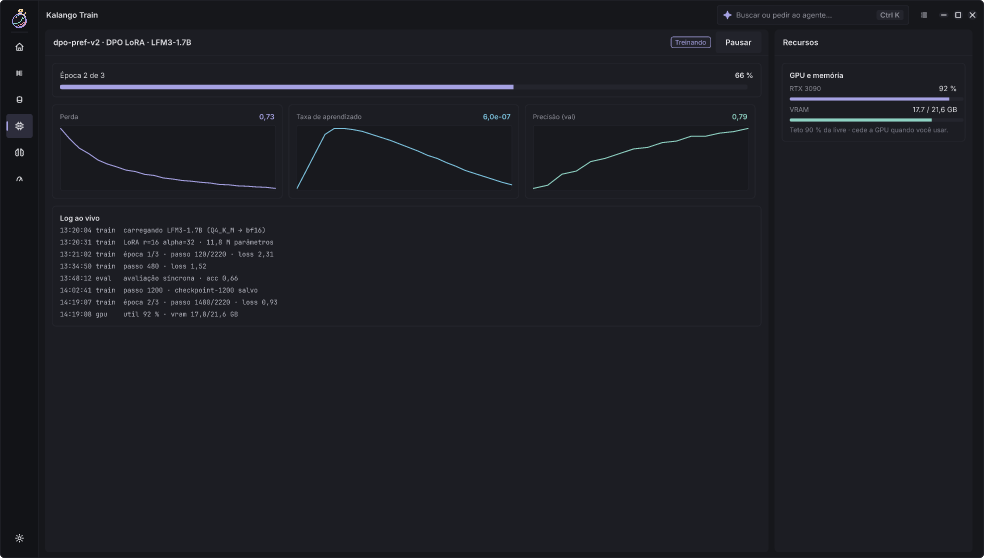 Kalango Train
Buscar ou pedir ao agente...
Ctrl K
dpo-pref-v2 · DPO LoRA · LFM3-1.7B
Treinando
Pausar
Época 2 de 3
66 %
Perda
0,73
Taxa de aprendizado
6,0e-07
Precisão (val)
0,79
Log ao vivo
13:20:04 train carregando LFM3-1.7B (Q4_K_M → bf16)
13:20:31 train LoRA r=16 alpha=32 · 11,8 M parâmetros
13:21:02 train época 1/3 · passo 120/2220 · loss 2,31
13:34:50 train passo 480 · loss 1,52
13:48:12 eval avaliação síncrona · acc 0,66
14:02:41 train passo 1200 · checkpoint-1200 salvo
14:19:07 train época 2/3 · passo 1480/2220 · loss 0,93
14:19:08 gpu util 92 % · vram 17,8/21,6 GB
Recursos
GPU e memória
RTX 3090
92 %
VRAM
17,7 / 21,6 GB
Teto 90 % da livre · cede a GPU quando você usar.